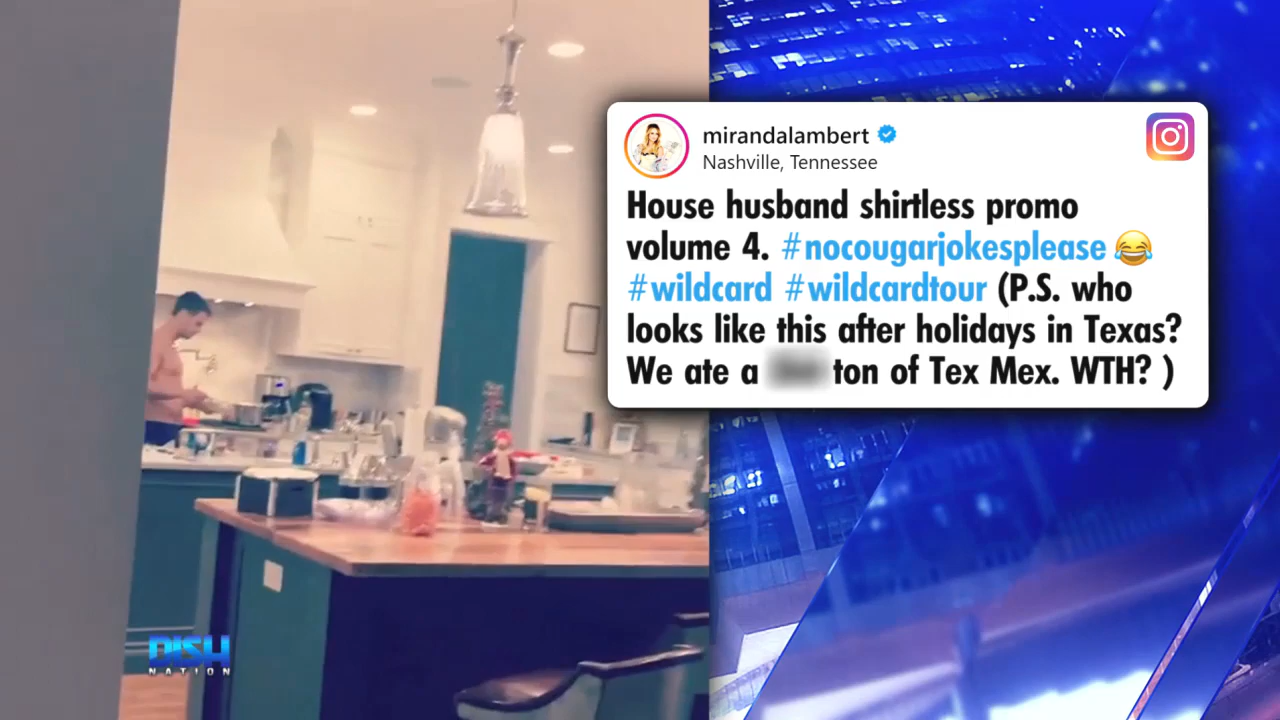 mirandalambert
Nashville, Tennessee
House husband shirtless promo
volume 4. #nocougarjokesplease 😂
#wildcard #wildcardtour (P.S. who
looks like this after holidays in Texas?
We ate a ton of Tex Mex. WTH? )
DISH
NATION